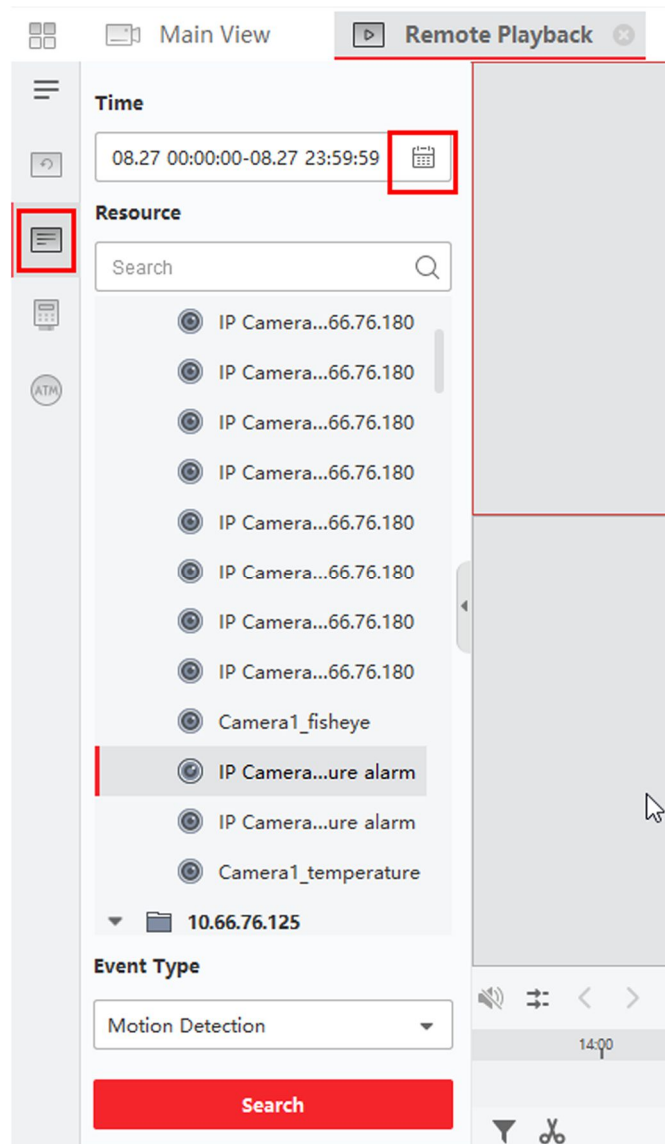 Main View
Remote Playback
Time
08.27 00:00:00-08.27 23:59:59
Resource
Search
IP Camera...66.76.180
IP Camera...66.76.180
IP Camera...66.76.180
IP Camera...66.76.180
IP Camera...66.76.180
IP Camera...66.76.180
IP Camera...66.76.180
IP Camera...66.76.180
Camera1_fisheye
IP Camera...ure alarm
IP Camera...ure alarm
Camera1_temperature
10.66.76.125
Event Type
Motion Detection
Search
14:00
ATM